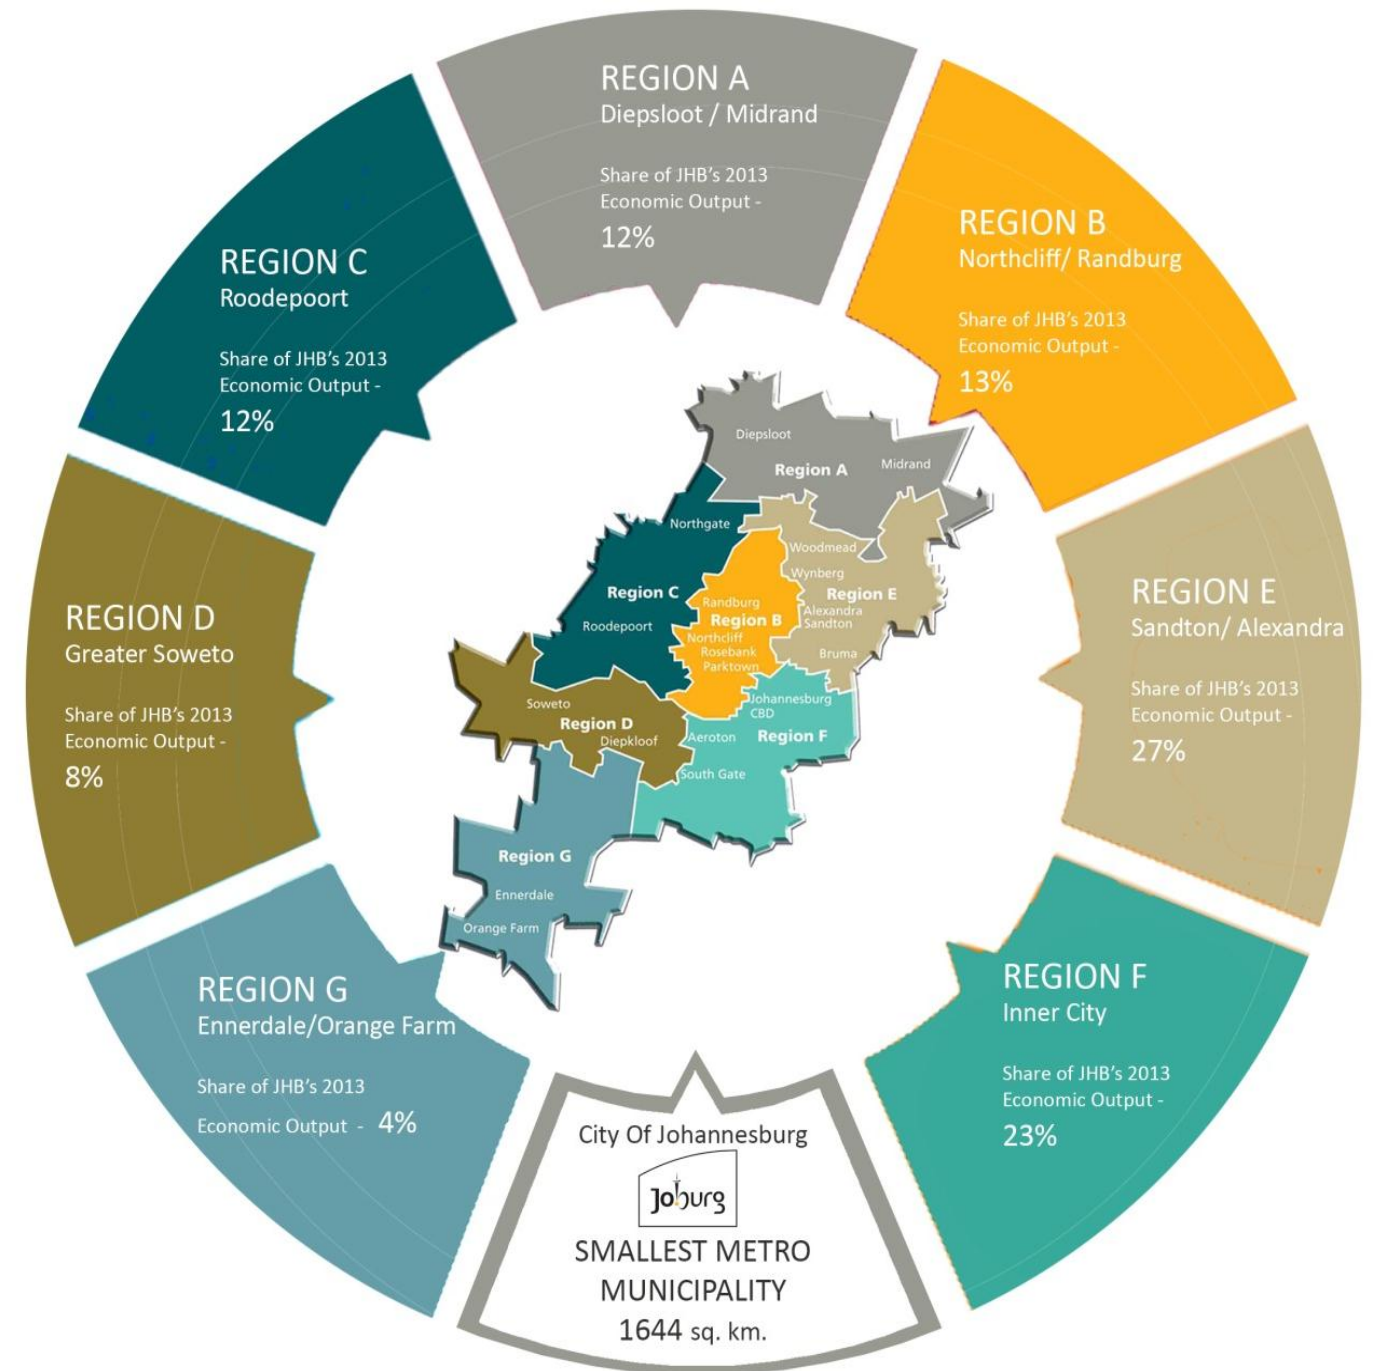 REGION A
Diepsloot / Midrand
Share of JHB's 2013
Economic Output -
12%
REGION B
Northcliff/ Randburg
Share of JHB's 2013
Economic Output -
13%
REGION C
Roodepoort
Share of JHB's 2013
Economic Output -
12%
REGION D
Greater Soweto
Share of JHB's 2013
Economic Output -
8%
REGION E
Sandton/ Alexandra
Share of JHB's 2013
Economic Output -
27%
REGION F
Inner City
Share of JHB's 2013
Economic Output -
23%
REGION G
Ennerdale/Orange Farm
Share of JHB's 2013
Economic Output - 4%
Diepsloot
Region A
Midrand
Northgate
Region C
Roodepoort
Woodmead
Wynberg
Region E
Alexandra
Sandton
Bruma
Randburg
Region B
Northcliff
Rosebank
Parktown
Soweto
Region D
Diepkloof
Johannesburg
CBD
Aeroton
Region F
South Gate
Region G
Ennerdale
Orange Farm
City Of Johannesburg
Joburg
SMALLEST METRO
MUNICIPALITY
1644 sq. km.